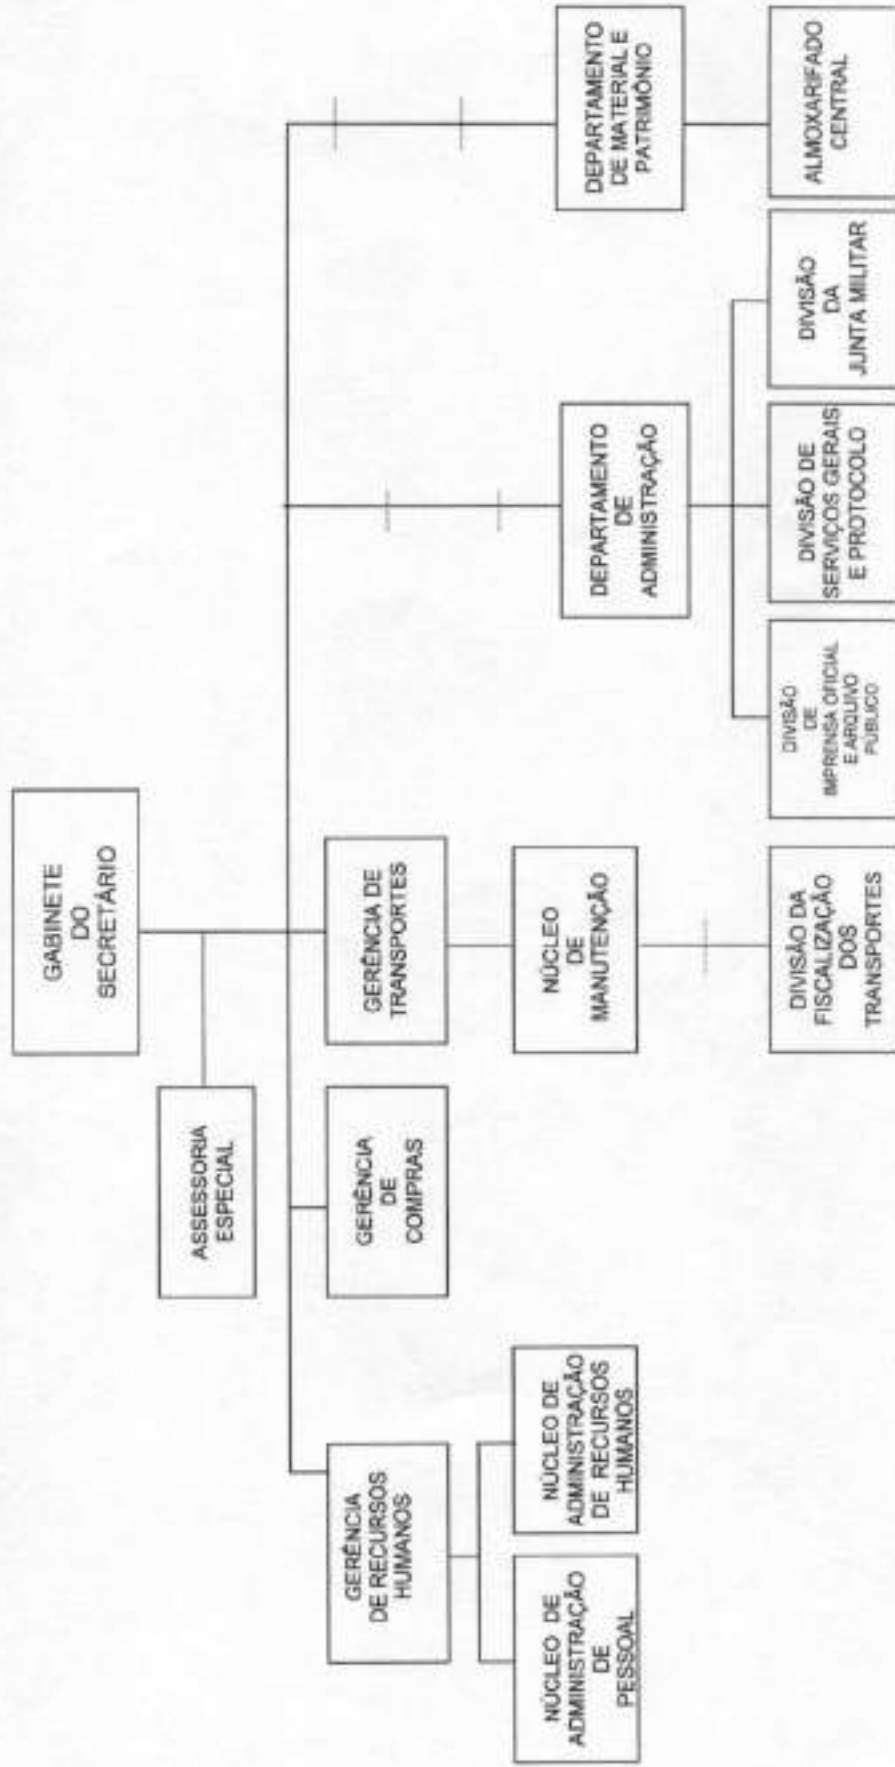 GABINETE
DO
SECRETÁRIO
ASSESSORIA
ESPECIAL
GERÊNCIA
DE RECURSOS
HUMANOS
GERÊNCIA
DE
COMPRAS
GERÊNCIA DE
TRANSPORTES
NÚCLEO DE
ADMINISTRAÇÃO
DE
PESSOAL
NÚCLEO DE
ADMINISTRAÇÃO
DE RECURSOS
HUMANOS
NÚCLEO
DE
MANUTENÇÃO
DEPARTAMENTO
DE
ADMINISTRAÇÃO
DEPARTAMENTO
DE MATERIAL E
PATRIMÔNIO
DIVISÃO DA
FISCALIZAÇÃO
DOS
TRANSPORTES
DIVISÃO
DE
IMPRENSA OFICIAL
E ARQUIVO
PÚBLICO
DIVISÃO DE
SERVIÇOS GERAIS
E PROTOCOLO
DIVISÃO
DA
JUNTA MILITAR
ALMOXARIFADO
CENTRAL